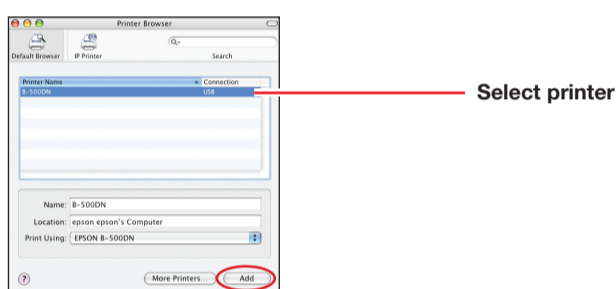 Printer Browser
Default Browser IP Printer Search
Printer Name Connection
B-500DN USB
Select printer
Name: B-500DN
Location: epson epson's Computer
Print Using: EPSON B-500DN
? More Printers... Add